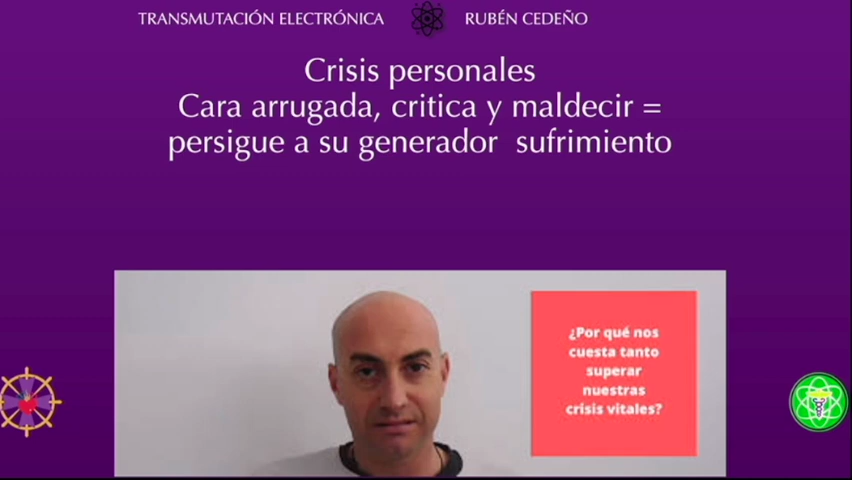 TRANSMUTACIÓN ELECTRÓNICA RUBÉN CEDEÑO
Crisis personales
Cara arrugada, critica y maldecir =
persigue a su generador sufrimiento
¿Por qué nos
cuesta tanto
superar
nuestras
crisis vitales?